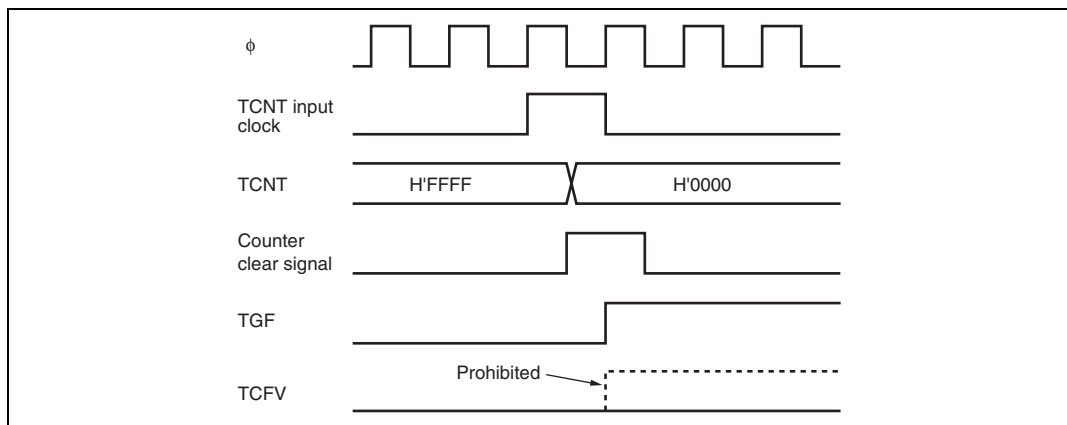 ϕ
TCNT input
clock
TCNT
H'FFFF
H'0000
Counter
clear signal
TGF
Prohibited
TCFV